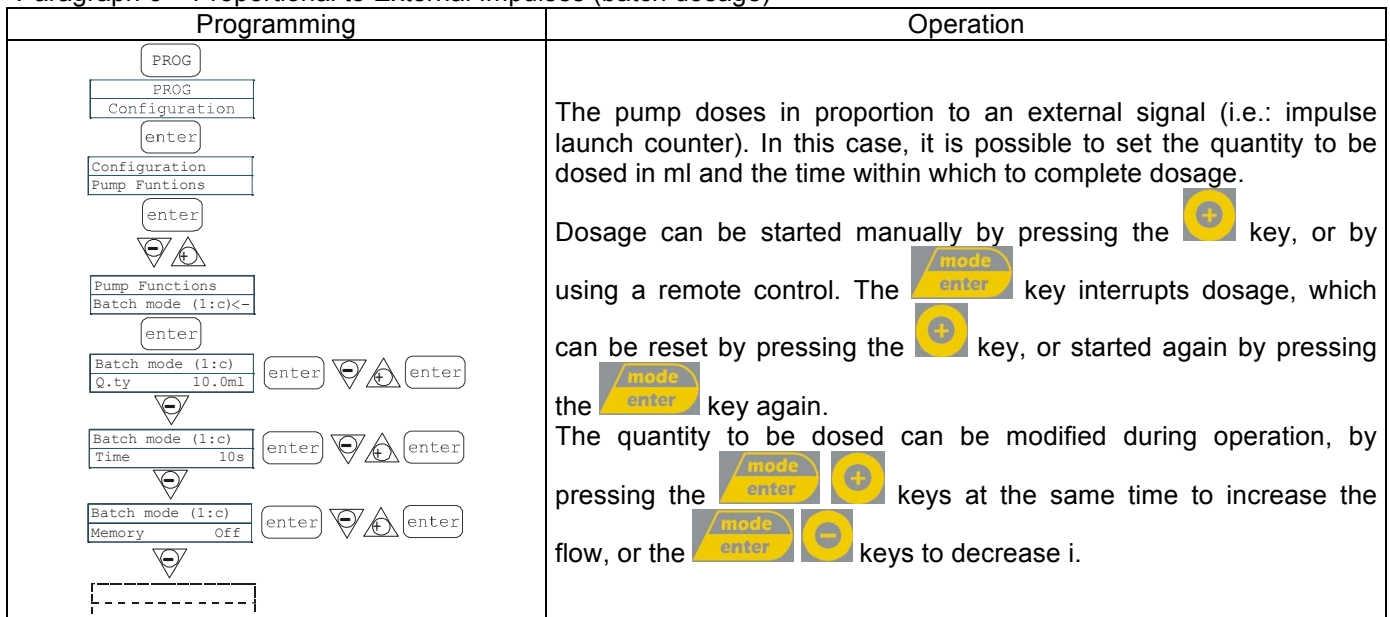 Paragraph 6 – Proportional to External Impulses (batch dosage)
Programming
Operation
PROG
PROG
Configuration
enter
Configuration
Pump Funtions
enter
Pump Functions
Batch mode (1:c)<-
enter
Batch mode (1:c)
Q.ty 10.0ml
enter enter
Batch mode (1:c)
Time 10s
enter enter
Batch mode (1:c)
Memory Off
enter enter
The pump doses in proportion to an external signal (i.e.: impulse
launch counter). In this case, it is possible to set the quantity to be
dosed in ml and the time within which to complete dosage.
Dosage can be started manually by pressing the + key, or by
using a remote control. The mode enter key interrupts dosage, which
can be reset by pressing the + key, or started again by pressing
the mode enter key again.
The quantity to be dosed can be modified during operation, by
pressing the mode enter + keys at the same time to increase the
flow, or the mode enter - keys to decrease i.